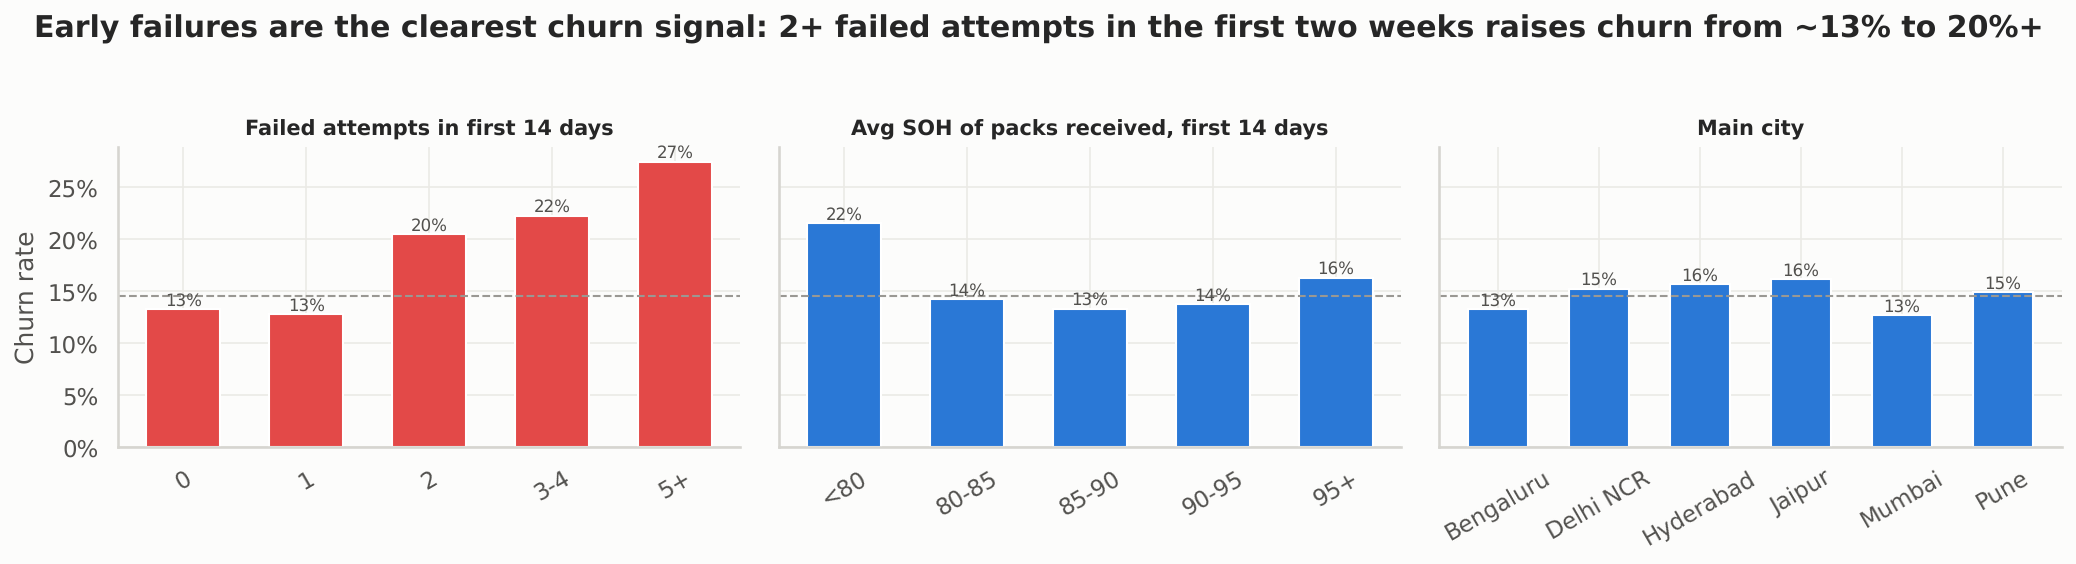 Early failures are the clearest churn signal: 2+ failed attempts in the first two weeks raises churn from ~13% to 20%+
Failed attempts in first 14 days
Churn rate
25%
20%
15%
10%
5%
0%
13%
13%
20%
22%
27%
0
1
2
3-4
5+
Avg SOH of packs received, first 14 days
22%
14%
13%
14%
16%
<80
80-85
85-90
90-95
95+
Main city
13%
15%
16%
16%
13%
15%
Bengaluru
Delhi NCR
Hyderabad
Jaipur
Mumbai
Pune